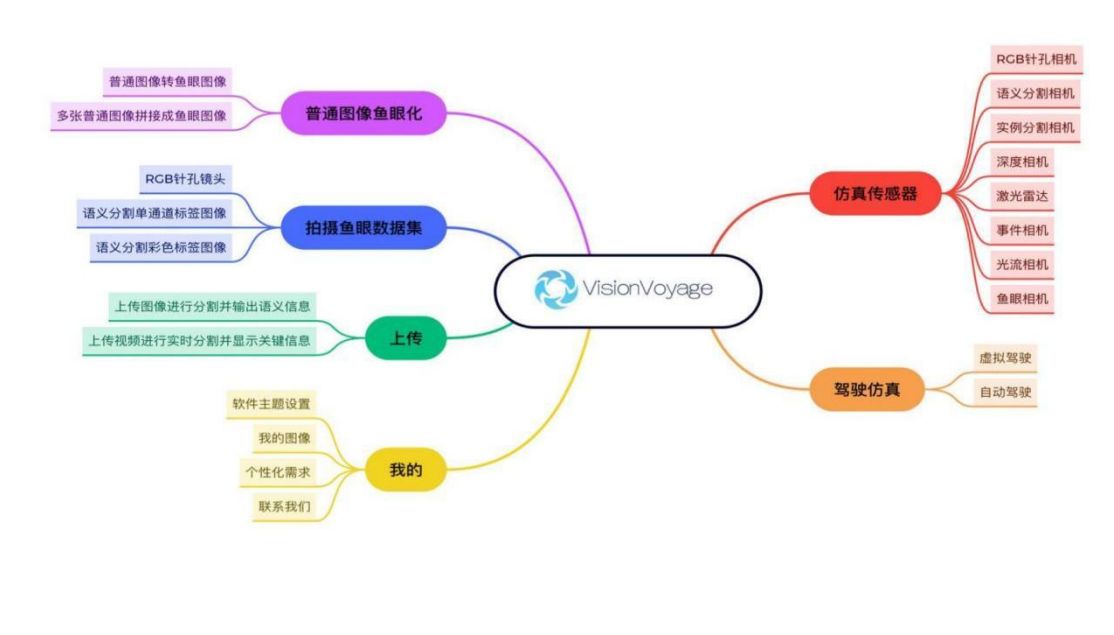 普通图像转鱼眼图像
多张普通图像拼接成鱼眼图像
普通图像鱼眼化
RGB针孔镜头
语义分割单通道标签图像
语义分割彩色标签图像
拍摄鱼眼数据集
上传图像进行分割并输出语义信息
上传视频进行实时分割并显示关键信息
上传
软件主题设置
我的图像
个性化需求
联系我们
我的
VisionVoyage
仿真传感器
RGB针孔相机
语义分割相机
实例分割相机
深度相机
激光雷达
事件相机
光流相机
鱼眼相机
驾驶仿真
虚拟驾驶
自动驾驶